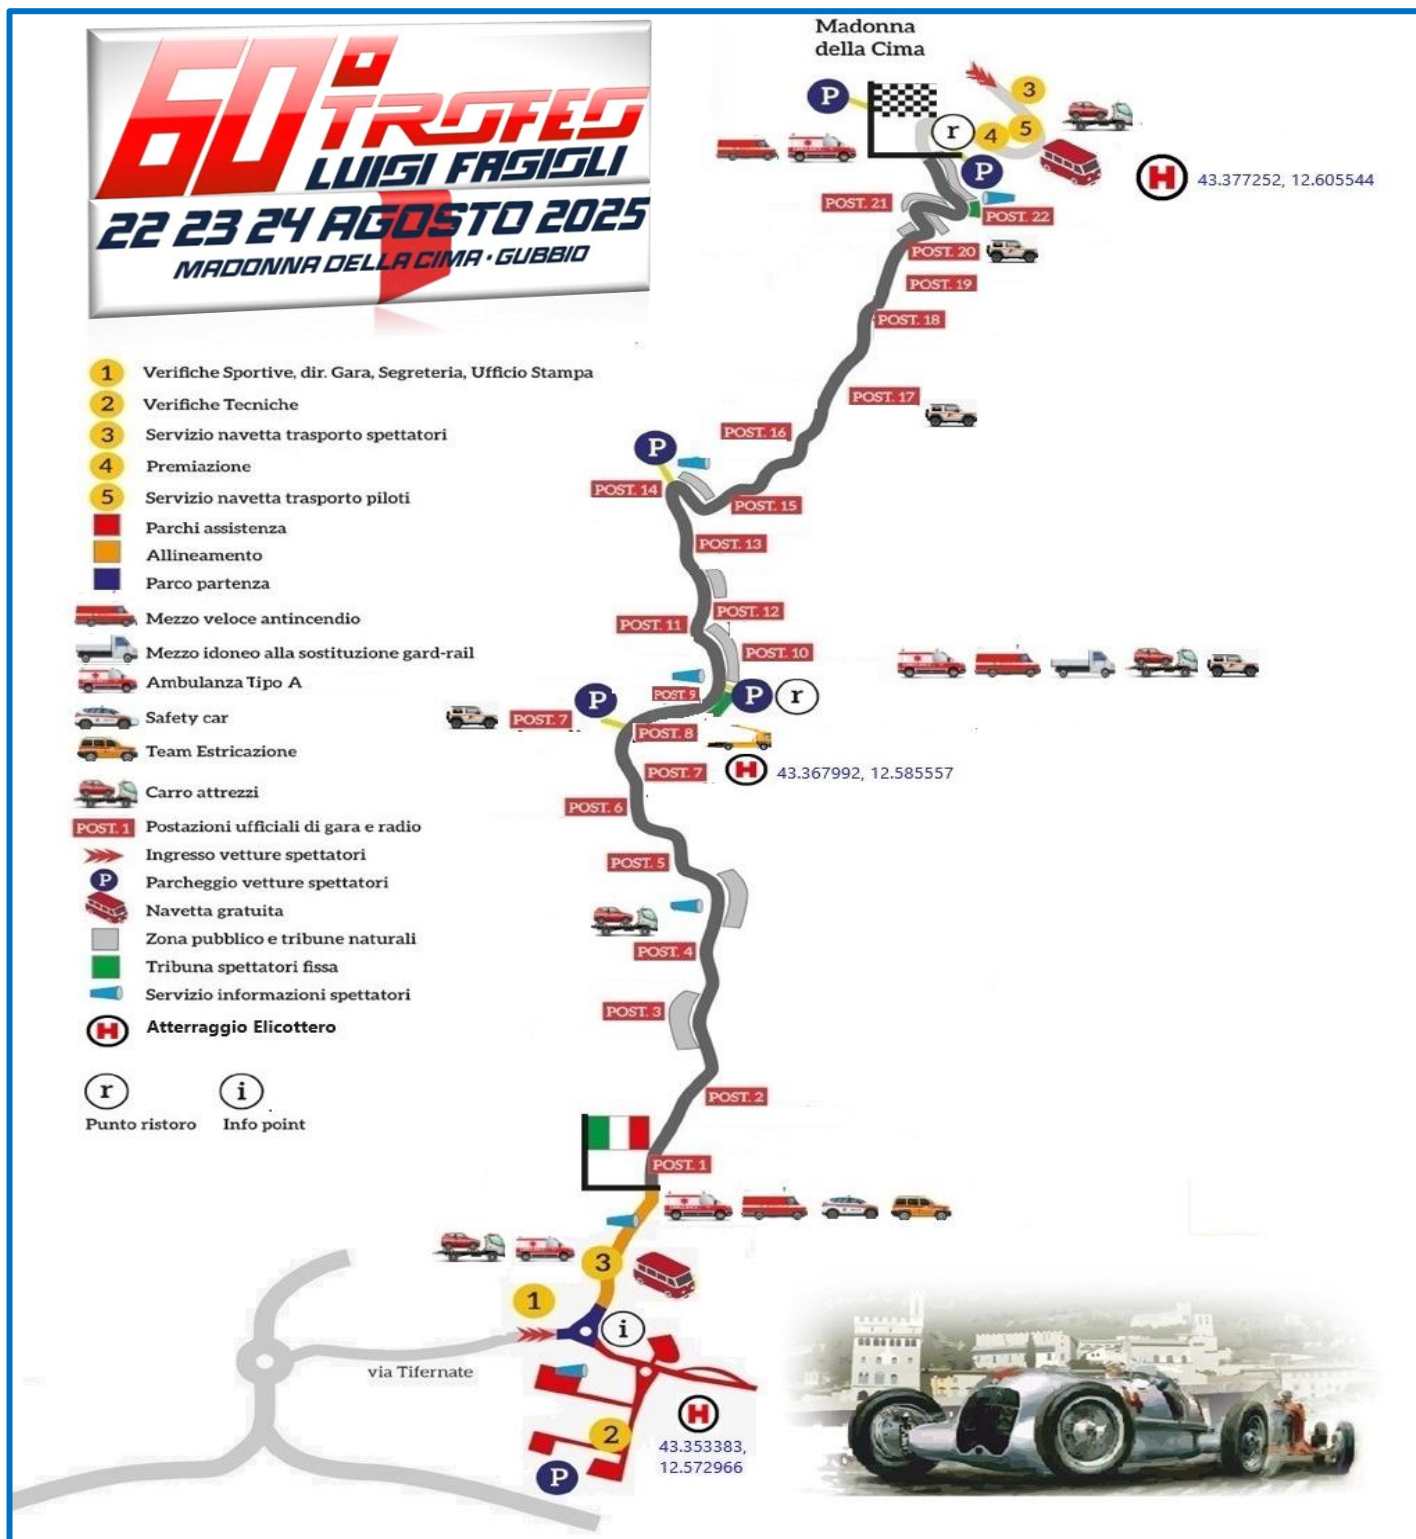 Madonna
della Cima
60° TROFEO
LUIGI FAGIOLI
22 23 24 AGOSTO 2025
MADONNA DELLA CIMA · GUBBIO
P
3
r
4
5
P
H
43.377252, 12.605544
POST. 21
POST. 22
POST. 20
POST. 19
POST. 18
POST. 17
POST. 16
P
POST. 14
POST. 15
POST. 13
POST. 12
POST. 11
POST. 10
POST. 9
P
r
P
POST. 7
POST. 8
POST. 7
H
43.367992, 12.585557
POST. 6
POST. 5
POST. 4
POST. 3
POST. 2
POST. 1
1 Verifiche Sportive, dir. Gara, Segreteria, Ufficio Stampa
2 Verifiche Tecniche
3 Servizio navetta trasporto spettatori
4 Premiazione
5 Servizio navetta trasporto piloti
Parchi assistenza
Allineamento
Parco partenza
Mezzo veloce antincendio
Mezzo idoneo alla sostituzione gard-rail
Ambulanza Tipo A
Safety car
Team Estricazione
Carro attrezzi
POST. 1 Postazioni ufficiali di gara e radio
Ingresso vetture spettatori
P Parcheggio vetture spettatori
Navetta gratuita
Zona pubblico e tribune naturali
Tribuna spettatori fissa
Servizio informazioni spettatori
H Atterraggio Elicottero
r i
Punto ristoro Info point
3
1
i
via Tifernate
2
P
H
43.353383,
12.572966